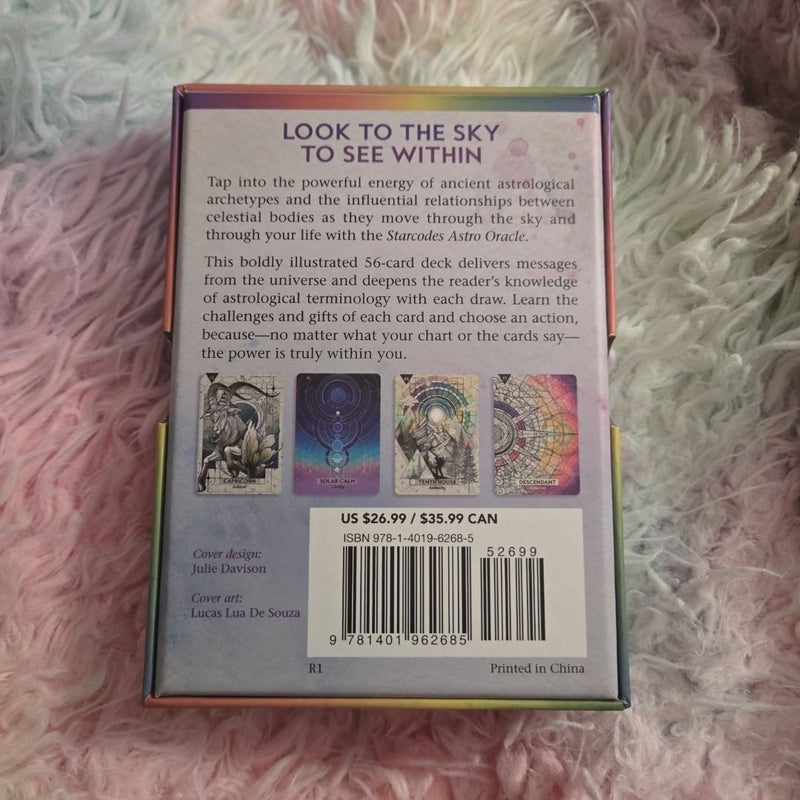 LOOK TO THE SKY
TO SEE WITHIN
Tap into the powerful energy of ancient astrological
archetypes and the influential relationships between
celestial bodies as they move through the sky and
through your life with the Starcodes Astro Oracle.
This boldly illustrated 56-card deck delivers messages
from the universe and deepens the reader's knowledge
of astrological terminology with each draw. Learn the
challenges and gifts of each card and choose an action,
because—no matter what your chart or the cards say—
the power is truly within you.
CAPRICORN
SOLAR CALM
Clarity
TENTH HOUSE
DESCENDANT
US $26.99 / $35.99 CAN
ISBN 978-1-4019-6268-5
52699
9 781401 962685
Cover design:
Julie Davison
Cover art:
Lucas Lua De Souza
R1
Printed in China